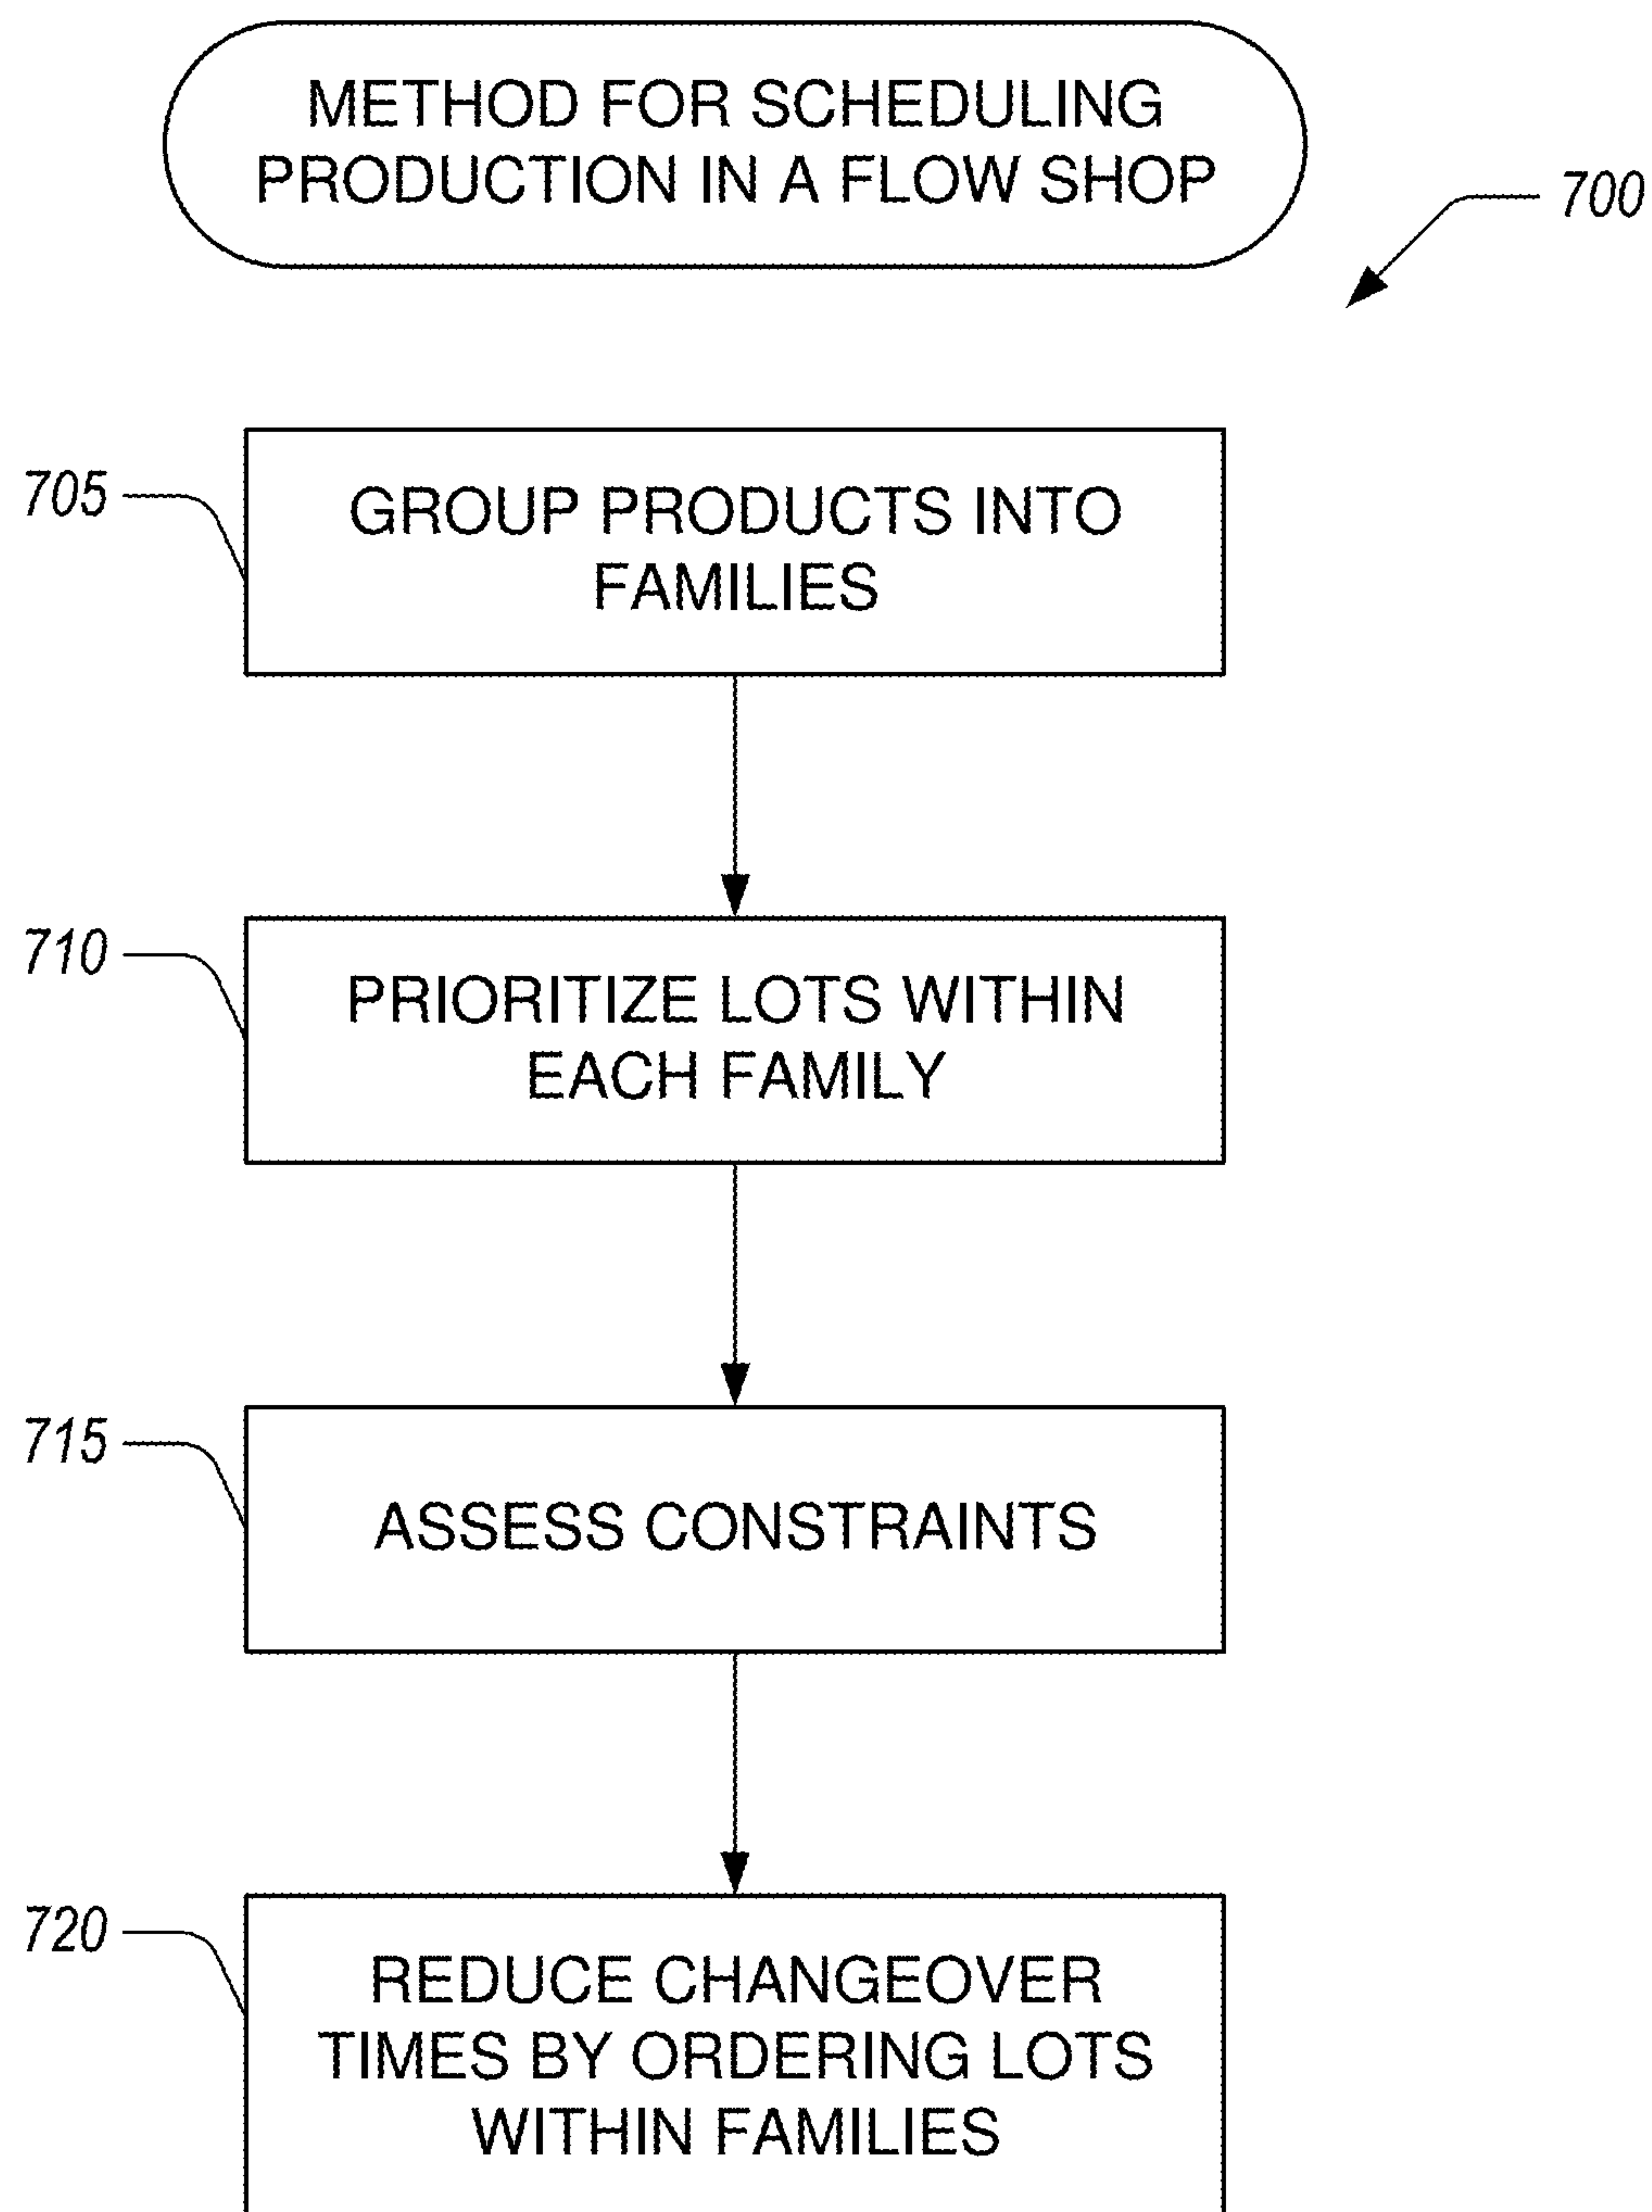 METHOD FOR SCHEDULING
PRODUCTION IN A FLOW SHOP
700
705
GROUP PRODUCTS INTO
FAMILIES
710
PRIORITIZE LOTS WITHIN
EACH FAMILY
715
ASSESS CONSTRAINTS
720
REDUCE CHANGEOVER
TIMES BY ORDERING LOTS
WITHIN FAMILIES